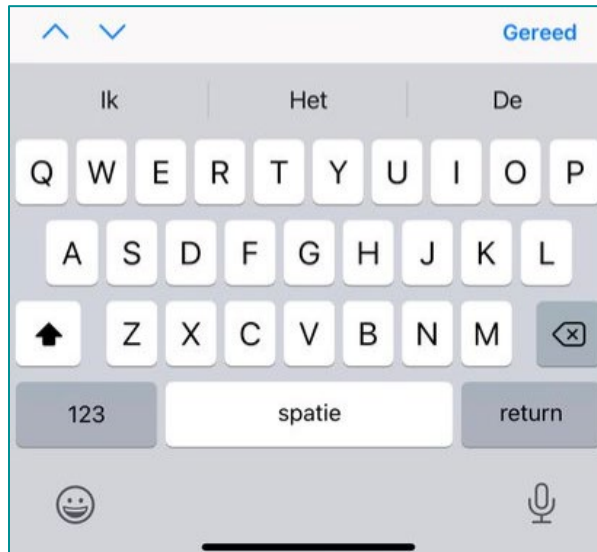 Gereed
Ik Het De
Q W E R T Y U I O P
A S D F G H J K L
Z X C V B N M
123 spatie return